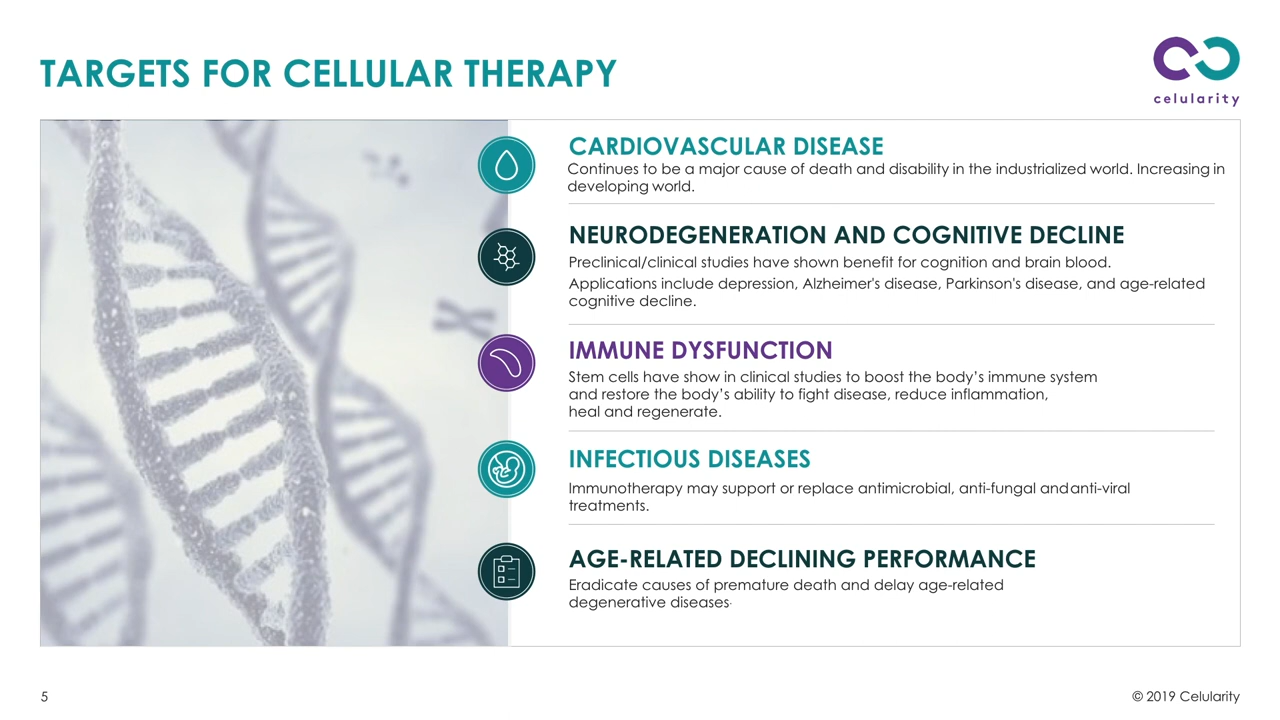 TARGETS FOR CELLULAR THERAPY
celularity
CARDIOVASCULAR DISEASE
Continues to be a major cause of death and disability in the industrialized world. Increasing in
developing world.
NEURODEGENERATION AND COGNITIVE DECLINE
Preclinical/clinical studies have shown benefit for cognition and brain blood.
Applications include depression, Alzheimer's disease, Parkinson's disease, and age-related
cognitive decline.
IMMUNE DYSFUNCTION
Stem cells have show in clinical studies to boost the body's immune system
and restore the body's ability to fight disease, reduce inflammation,
heal and regenerate.
INFECTIOUS DISEASES
Immunotherapy may support or replace antimicrobial, anti-fungal andanti-viral
treatments.
AGE-RELATED DECLINING PERFORMANCE
Eradicate causes of premature death and delay age-related
degenerative diseases.
5
© 2019 Celularity